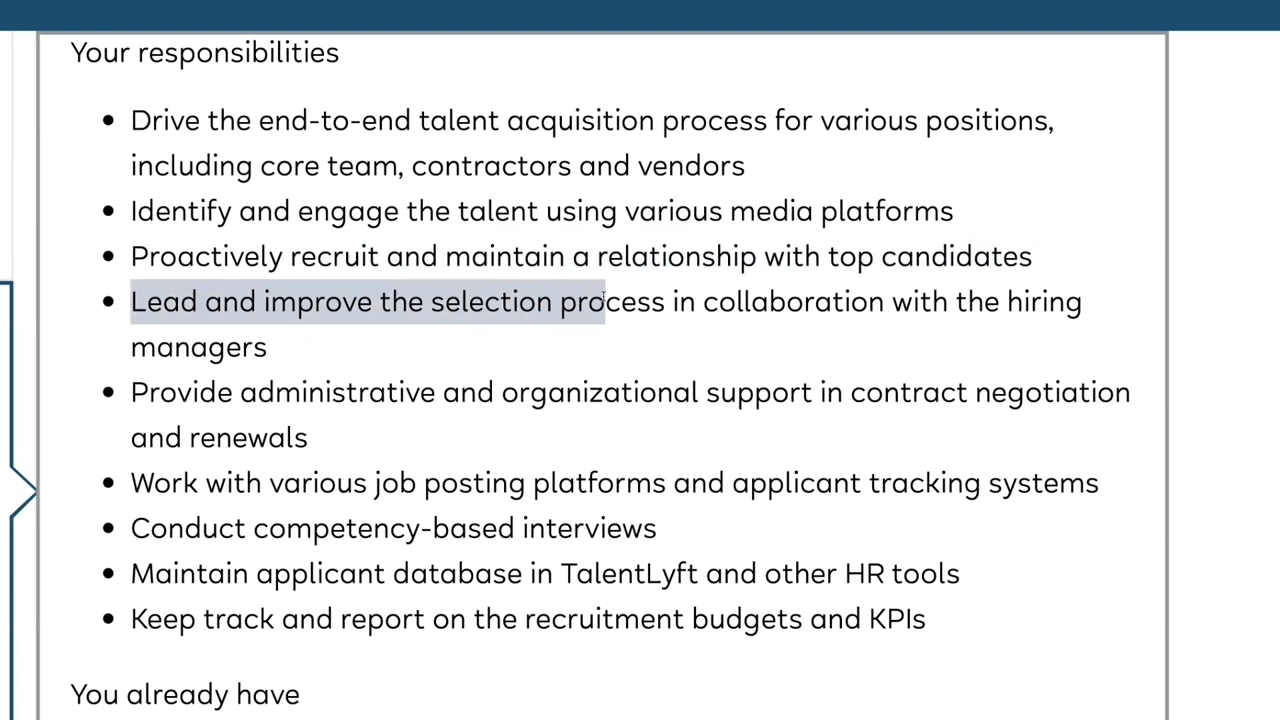 Your responsibilities
Drive the end-to-end talent acquisition process for various positions,
including core team, contractors and vendors
Identify and engage the talent using various media platforms
Proactively recruit and maintain a relationship with top candidates
Lead and improve the selection process in collaboration with the hiring
managers
Provide administrative and organizational support in contract negotiation
and renewals
Work with various job posting platforms and applicant tracking systems
Conduct competency-based interviews
Maintain applicant database in TalentLyft and other HR tools
Keep track and report on the recruitment budgets and KPIs
You already have